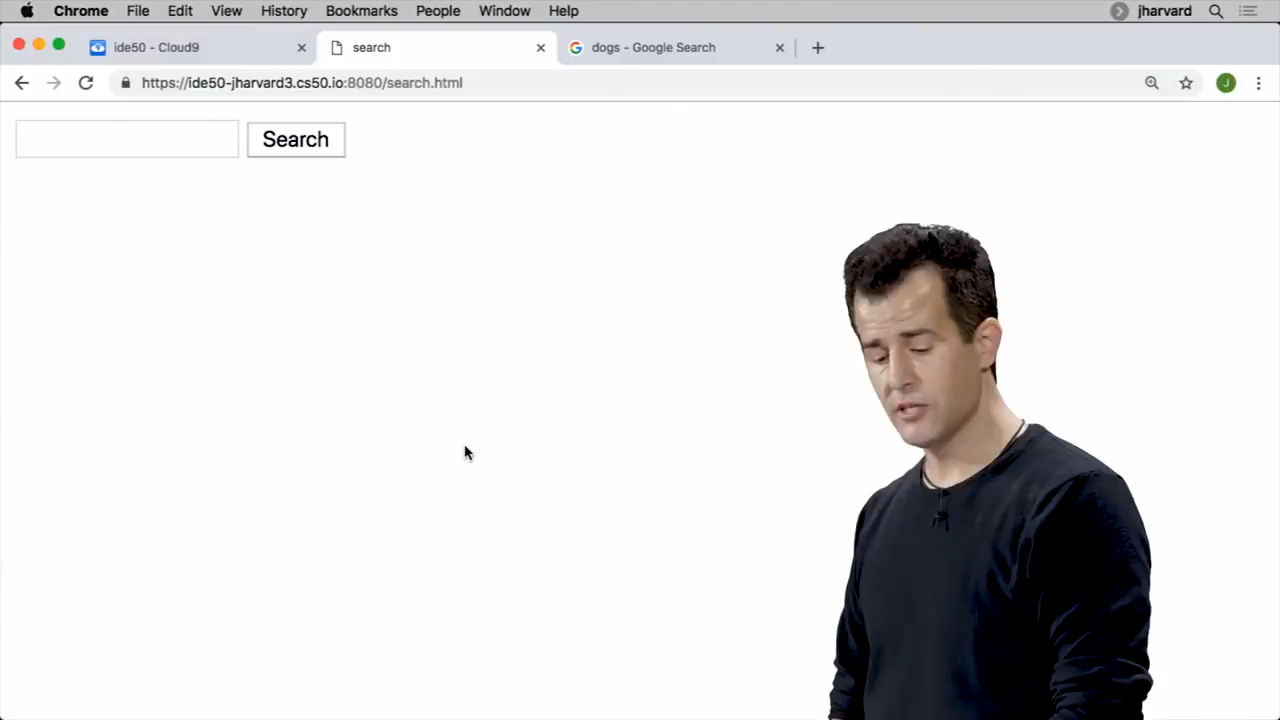 Chrome File Edit View History Bookmarks People Window Help jharvard
ide50 - Cloud9 search dogs - Google Search
https://ide50-jharvard3.cs50.io:8080/search.html J
Search